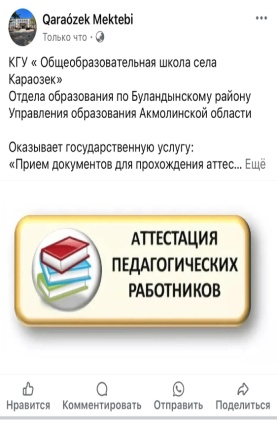 Qaraózek Mektebi
Только что ·
КГУ « Общеобразовательная школа села
Караозек»
Отдела образования по Буландынскому району
Управления образования Акмолинской области
Оказывает государственную услугу:
«Прием документов для прохождения аттес... Ещё
АТТЕСТАЦИЯ
ПЕДАГОГИЧЕСКИХ
РАБОТНИКОВ
Нравится Комментировать Отправить Поделиться